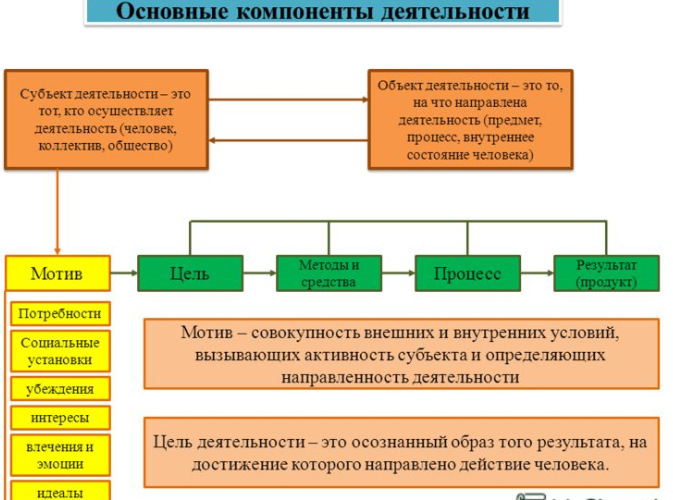 Основные компоненты деятельности
Субъект деятельности – это
тот, кто осуществляет
деятельность (человек,
коллектив, общество)
Объект деятельности – это то,
на что направлена
деятельность (предмет,
процесс, внутреннее
состояние человека)
Мотив
Цель
Методы и
средства
Процесс
Результат
(продукт)
Потребности
Социальные
установки
убеждения
интересы
влечения и
эмоции
идеалы
Мотив – совокупность внешних и внутренних условий,
вызывающих активность субъекта и определяющих
направленность деятельности
Цель деятельности – это осознанный образ того результата, на
достижение которого направлено действие человека.